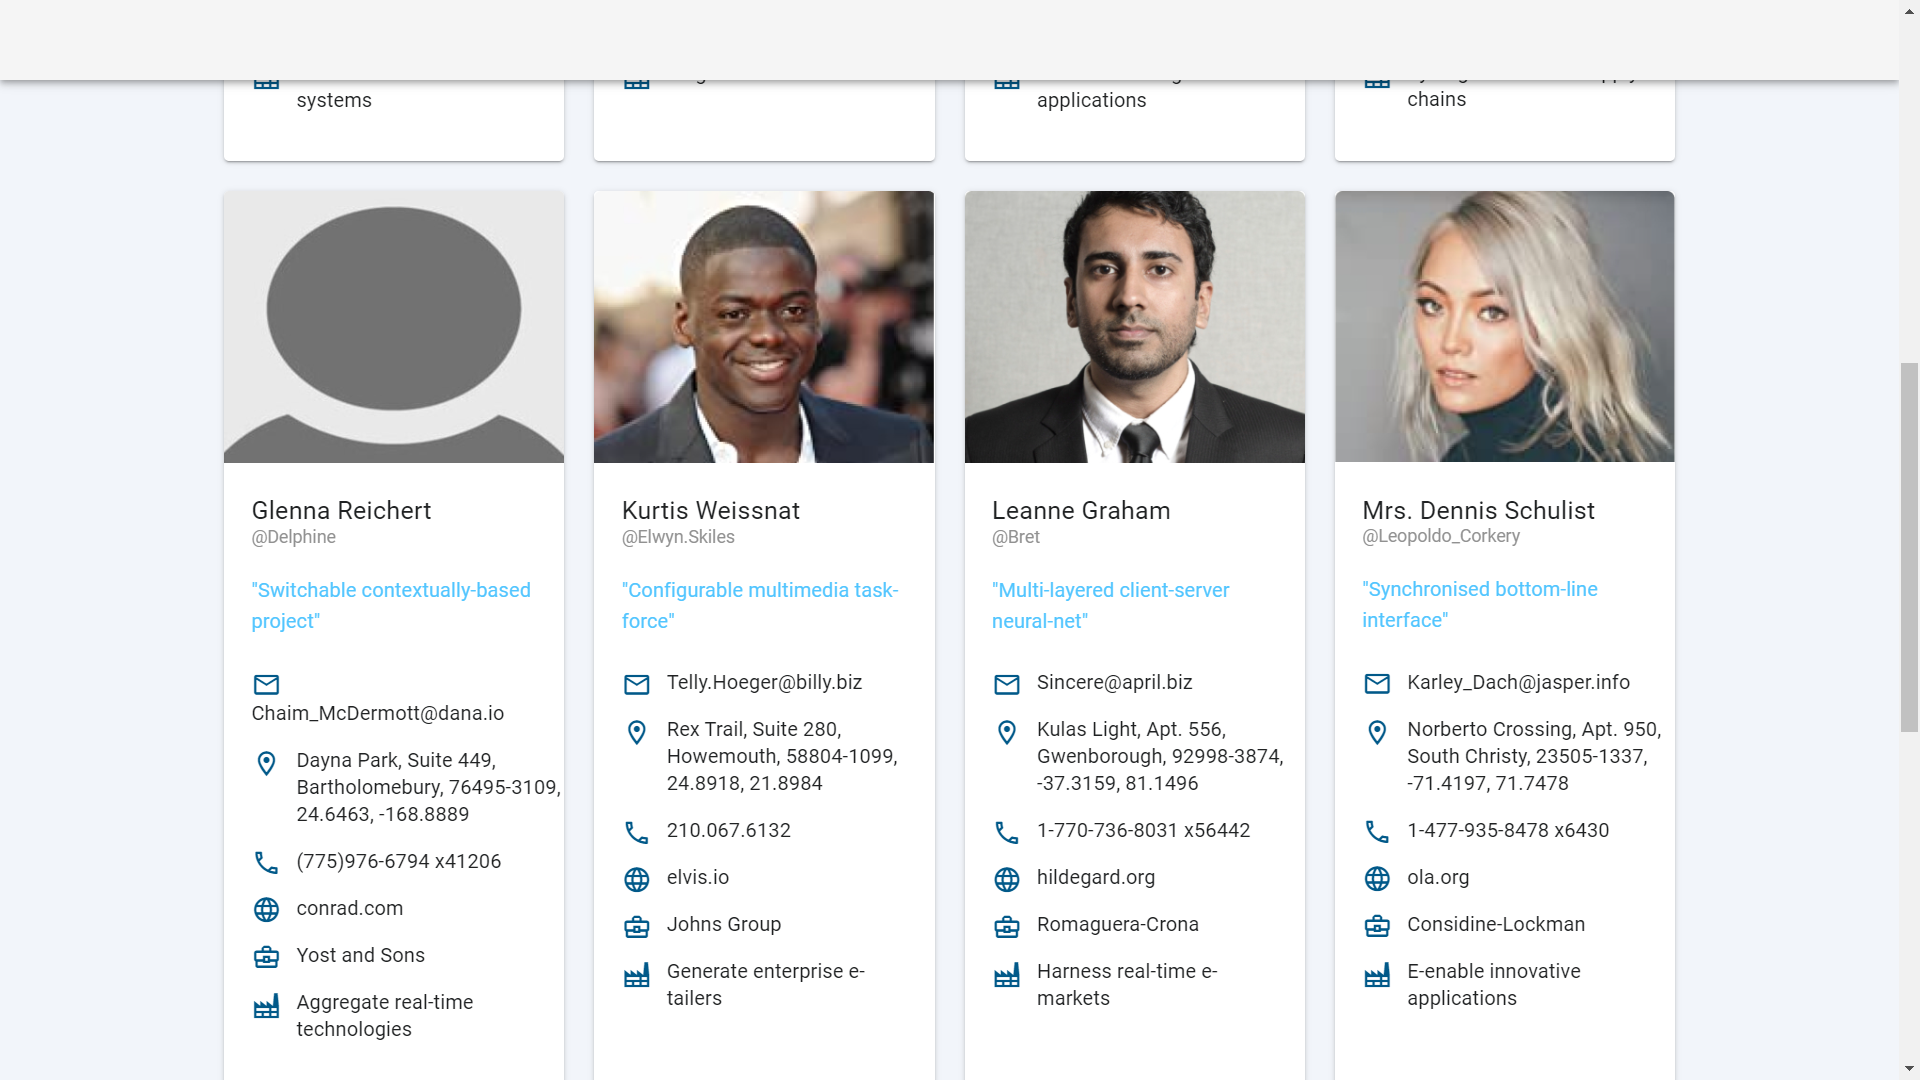 systems
applications
chains
Glenna Reichert
@Delphine
"Switchable contextually-based
project"
Chaim_McDermott@dana.io
Dayna Park, Suite 449,
Bartholomebury, 76495-3109,
24.6463, -168.8889
(775)976-6794 x41206
conrad.com
Yost and Sons
Aggregate real-time
technologies
Kurtis Weissnat
@Elwyn.Skiles
"Configurable multimedia task-
force"
Telly.Hoeger@billy.biz
Rex Trail, Suite 280,
Howemouth, 58804-1099,
24.8918, 21.8984
210.067.6132
elvis.io
Johns Group
Generate enterprise e-
tailers
Leanne Graham
@Bret
"Multi-layered client-server
neural-net"
Sincere@april.biz
Kulas Light, Apt. 556,
Gwenborough, 92998-3874,
-37.3159, 81.1496
1-770-736-8031 x56442
hildegard.org
Romaguera-Crona
Harness real-time e-
markets
Mrs. Dennis Schulist
@Leopoldo_Corkery
"Synchronised bottom-line
interface"
Karley_Dach@jasper.info
Norberto Crossing, Apt. 950,
South Christy, 23505-1337,
-71.4197, 71.7478
1-477-935-8478 x6430
ola.org
Considine-Lockman
E-enable innovative
applications